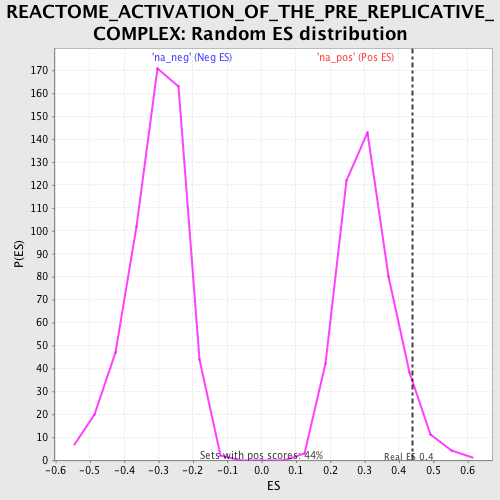 REACTOME_ACTIVATION_OF_THE_PRE_REPLICATIVE_
COMPLEX: Random ES distribution
'na_neg' (Neg ES) 'na_pos' (Pos ES)
170
160
150
140
130
120
110
100
90
80
70
60
50
40
30
20
10
0
P(ES)
Sets with pos scores: 44%
Real ES 0.4
-0.6 -0.5 -0.4 -0.3 -0.2 -0.1 0.0 0.1 0.2 0.3 0.4 0.5 0.6
ES